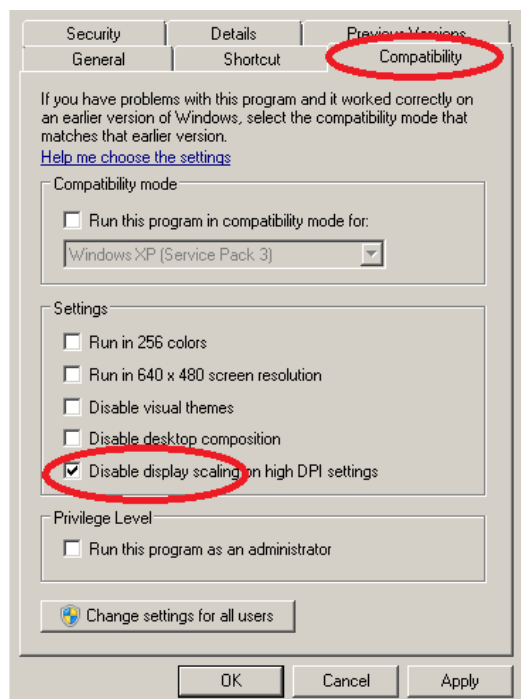 Security Details Previous Versions
General Shortcut Compatibility
If you have problems with this program and it worked correctly on
an earlier version of Windows, select the compatibility mode that
matches that earlier version.
Help me choose the settings
Compatibility mode
Run this program in compatibility mode for:
Windows XP (Service Pack 3)
Settings
Run in 256 colors
Run in 640 x 480 screen resolution
Disable visual themes
Disable desktop composition
Disable display scaling on high DPI settings
Privilege Level
Run this program as an administrator
Change settings for all users
OK Cancel Apply